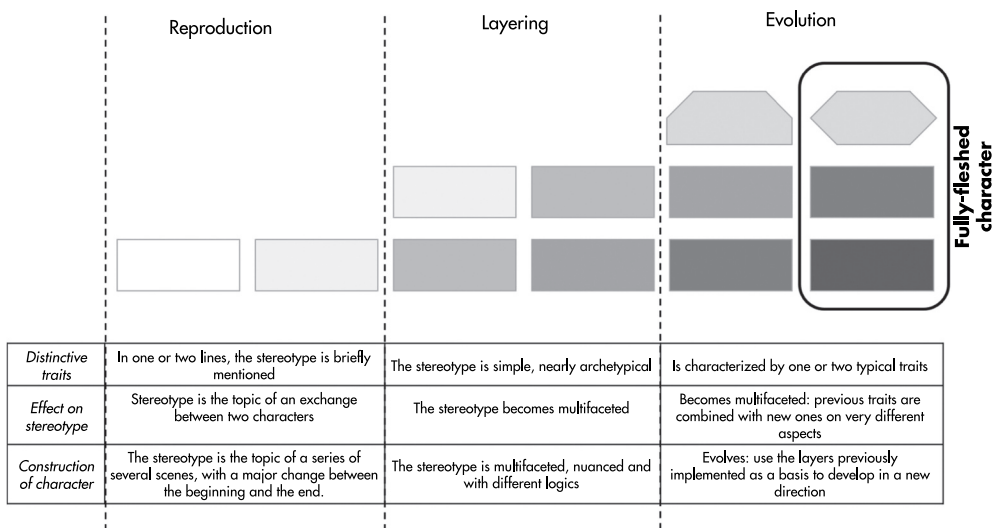 Reproduction
Layering
Evolution
Fully-fleshed
character
Distinctive
traits
In one or two lines, the stereotype is briefly
mentioned
The stereotype is simple, nearly archetypical
Is characterized by one or two typical traits
Effect on
stereotype
Stereotype is the topic of an exchange
between two characters
The stereotype becomes multifaceted
Becomes multifaceted: previous traits are
combined with new ones on very different
aspects
Construction
of character
The stereotype is the topic of a series of
several scenes, with a major change between
the beginning and the end.
The stereotype is multifaceted, nuanced and
with different logics
Evolves: use the layers previously
implemented as a basis to develop in a new
direction